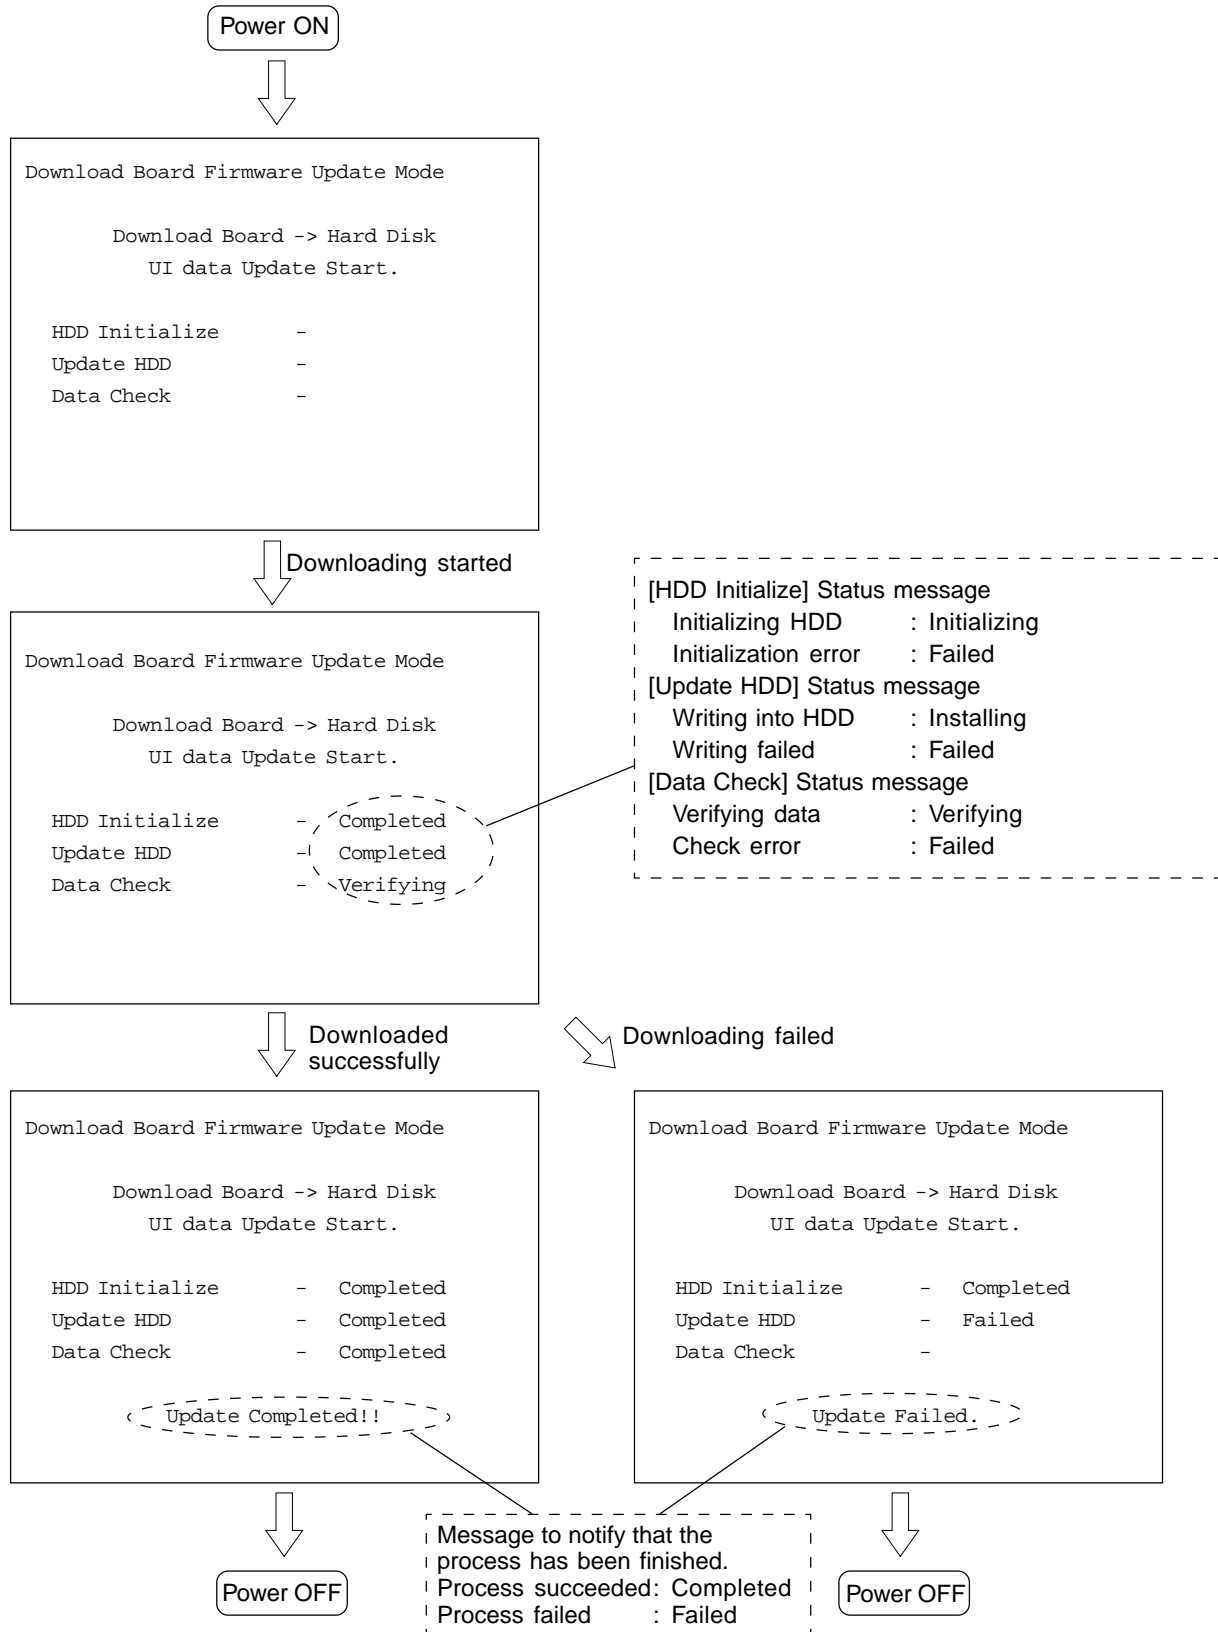 Power ON
Download Board Firmware Update Mode
Download Board -> Hard Disk
UI data Update Start.
HDD Initialize -
Update HDD -
Data Check -
Downloading started
Download Board Firmware Update Mode
Download Board -> Hard Disk
UI data Update Start.
HDD Initialize - Completed
Update HDD - Completed
Data Check - Verifying
[HDD Initialize] Status message
Initializing HDD : Initializing
Initialization error : Failed
[Update HDD] Status message
Writing into HDD : Installing
Writing failed : Failed
[Data Check] Status message
Verifying data : Verifying
Check error : Failed
Downloaded
successfully
Downloading failed
Download Board Firmware Update Mode
Download Board -> Hard Disk
UI data Update Start.
HDD Initialize - Completed
Update HDD - Completed
Data Check - Completed
Update Completed!!
Download Board Firmware Update Mode
Download Board -> Hard Disk
UI data Update Start.
HDD Initialize - Completed
Update HDD - Failed
Data Check -
Update Failed.
Message to notify that the
process has been finished.
Process succeeded: Completed
Process failed : Failed
Power OFF
Power OFF